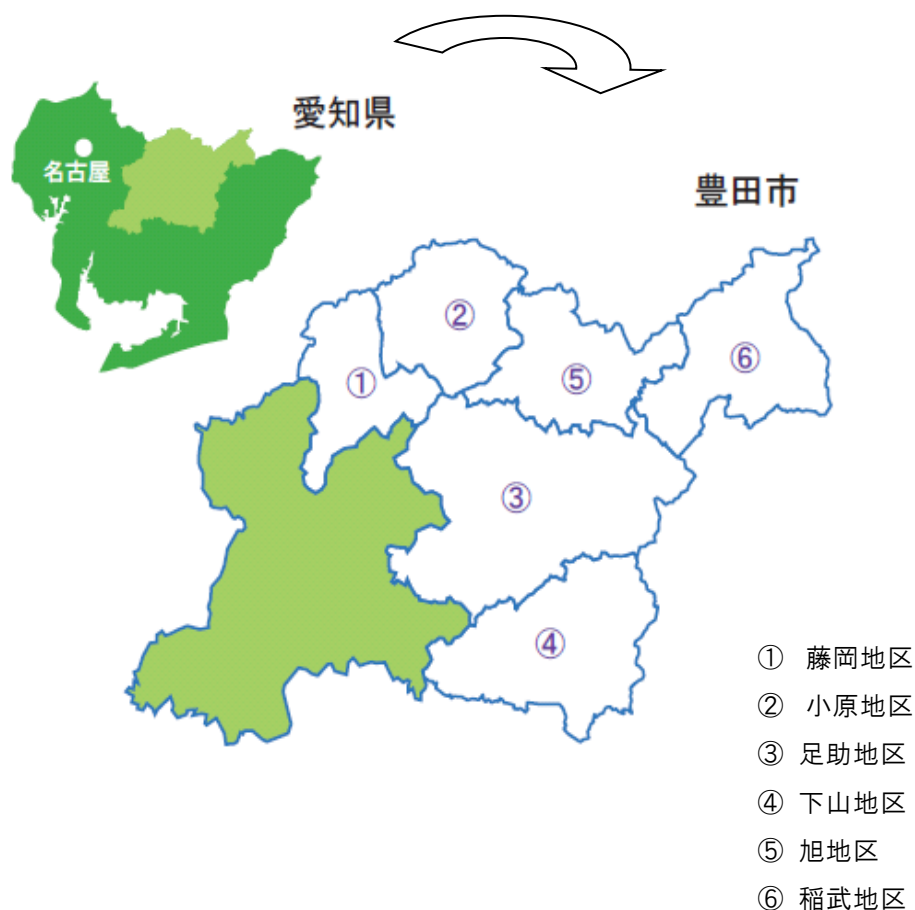 愛知県
名古屋
豊田市
②
⑥
①
⑤
③
④
① 藤岡地区
② 小原地区
③ 足助地区
④ 下山地区
⑤ 旭地区
⑥ 稲武地区